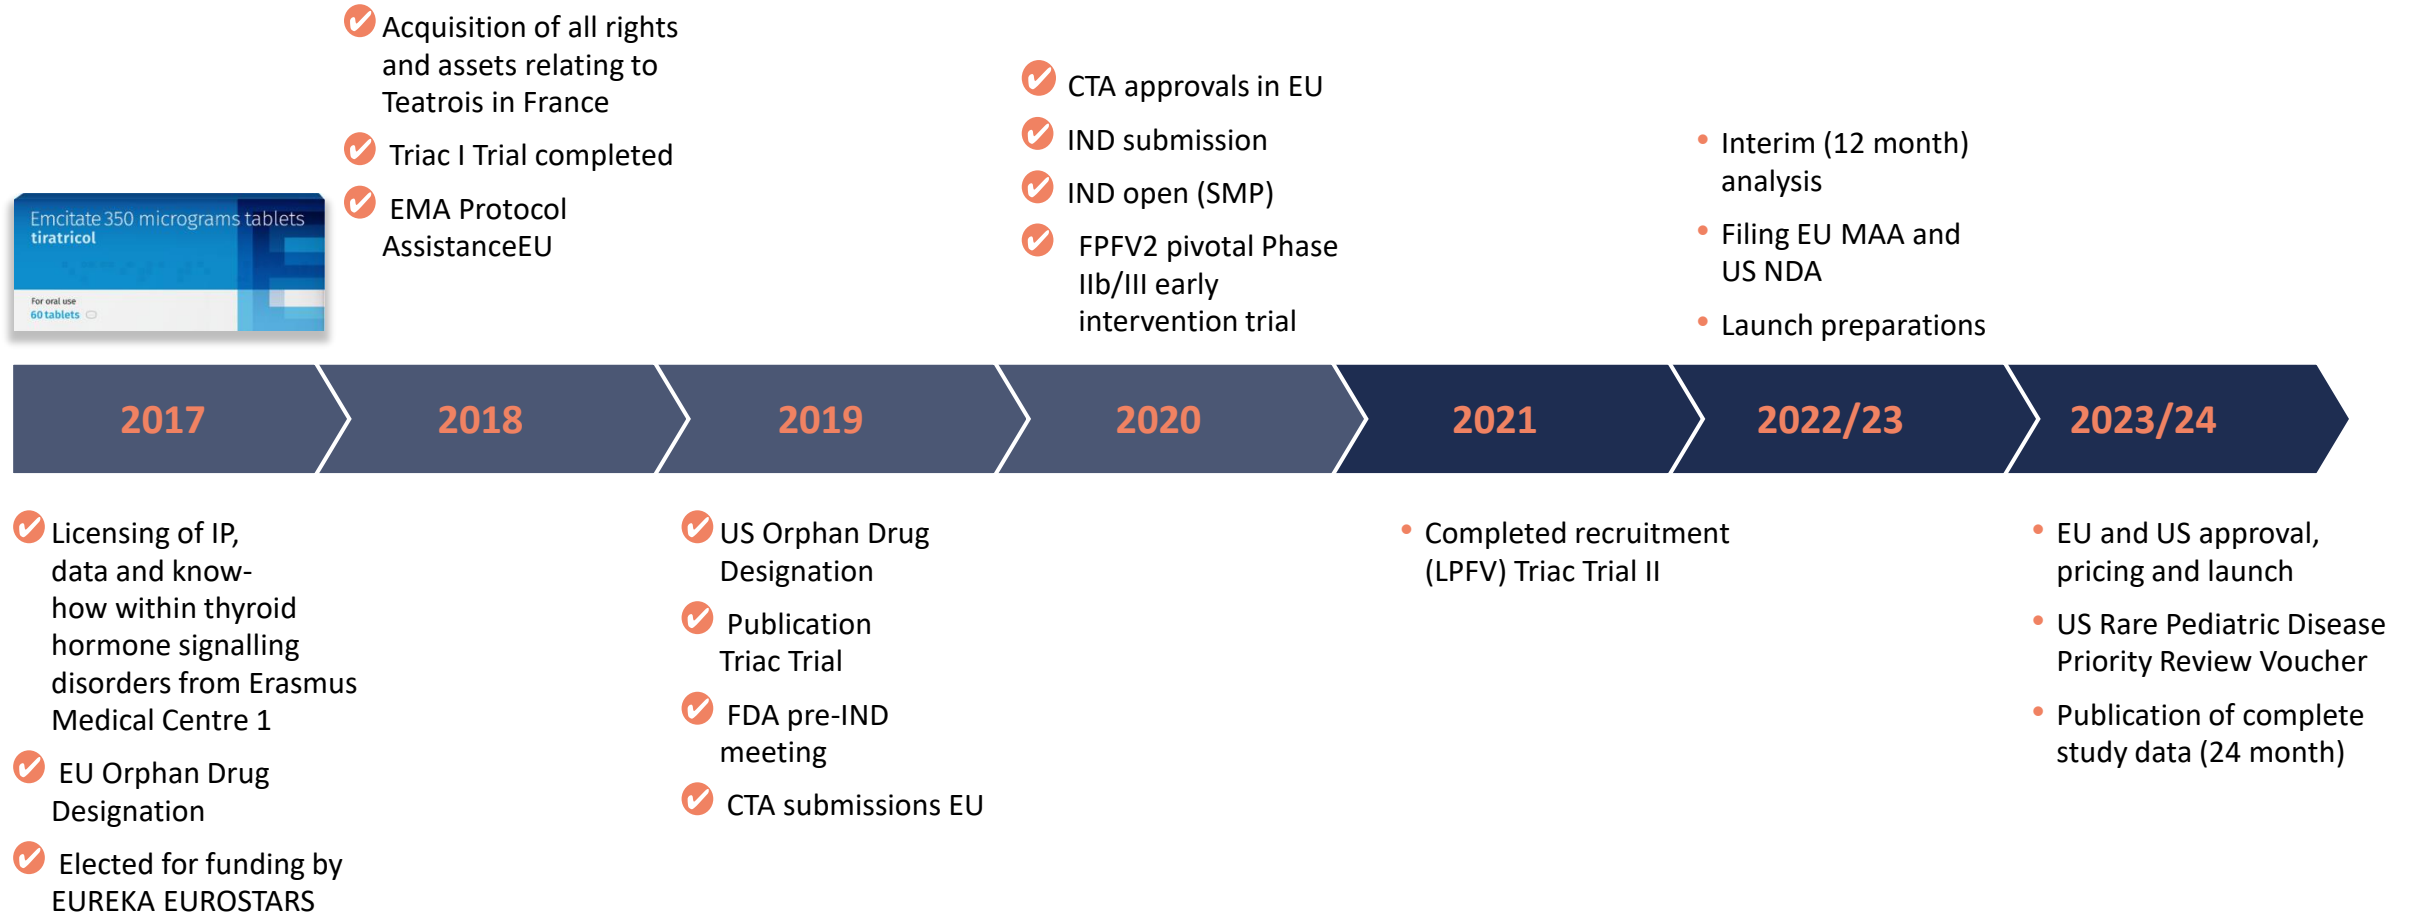 Acquisition of all rights
and assets relating to
Teatrois in France
Triac I Trial completed
EMA Protocol
AssistanceEU
CTA approvals in EU
IND submission
IND open (SMP)
FPFV2 pivotal Phase
IIb/III early
intervention trial
Interim (12 month)
analysis
Filing EU MAA and
US NDA
Launch preparations
Emcitate 350 micrograms tablets
tiratricol
For oral use
60 tablets
2017
2018
2019
2020
2021
2022/23
2023/24
Licensing of IP,
data and know-
how within thyroid
hormone signalling
disorders from Erasmus
Medical Centre 1
EU Orphan Drug
Designation
Elected for funding by
EUREKA EUROSTARS
US Orphan Drug
Designation
Publication
Triac Trial
FDA pre-IND
meeting
CTA submissions EU
Completed recruitment
(LPFV) Triac Trial II
EU and US approval,
pricing and launch
US Rare Pediatric Disease
Priority Review Voucher
Publication of complete
study data (24 month)